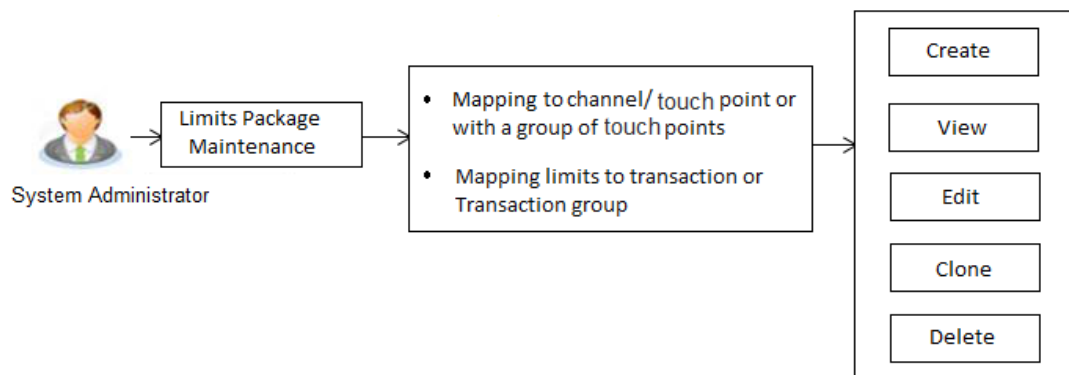 System Administrator
Limits Package
Maintenance
• Mapping to channel/ touch point or
with a group of touch points
• Mapping limits to transaction or
Transaction group
Create
View
Edit
Clone
Delete